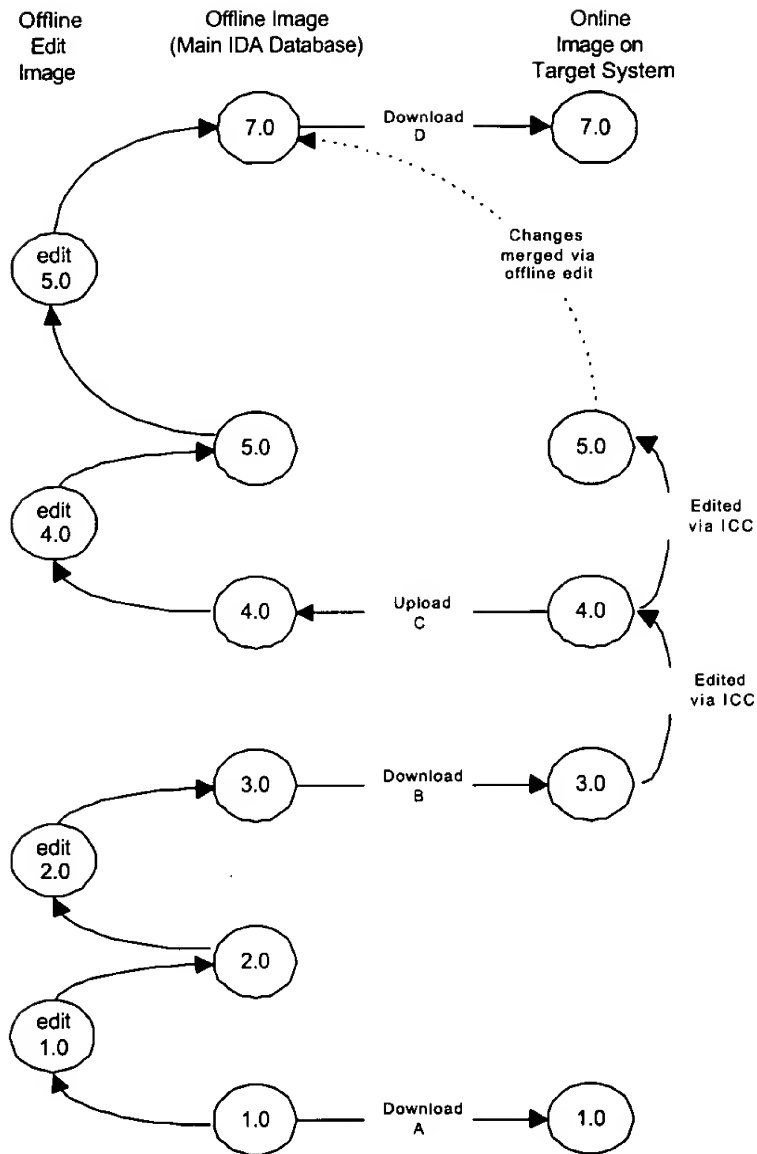 Offline
Edit
Image
Offline Image
(Main IDA Database)
Online
Image on
Target System
7.0
Download
D
7.0
Changes
merged via
offline edit
edit
5.0
5.0
5.0
edit
4.0
Edited
via ICC
4.0
Upload
C
4.0
Edited
via ICC
3.0
Download
B
3.0
edit
2.0
2.0
edit
1.0
1.0
Download
A
1.0